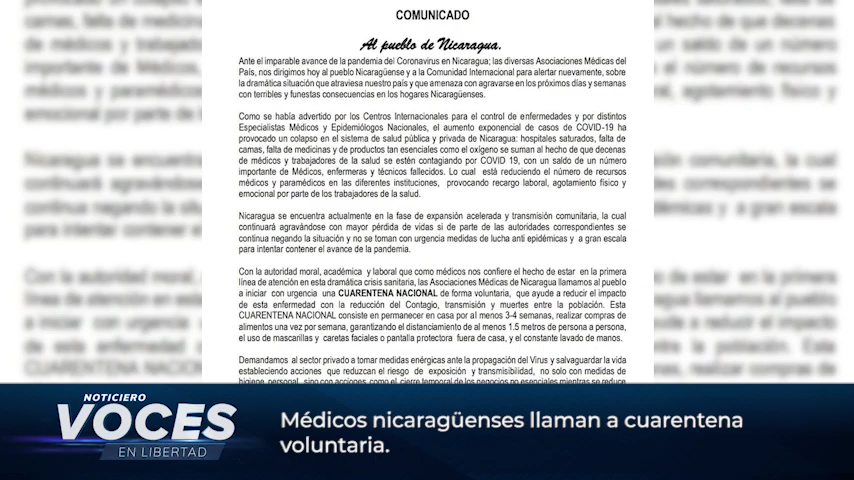 COMUNICADO
Al pueblo de Nicaragua.
Ante el imparable avance de la pandemia del Coronavirus en Nicaragua; las diversas Asociaciones Médicas del
País, nos dirigimos hoy al pueblo Nicaragüense y a la Comunidad Internacional para alertar nuevamente, sobre
la dramática situación que atraviesa nuestro país y que amenaza con agravarse en los próximos días y semanas
con terribles y funestas consecuencias en los hogares Nicaragüenses.
Como se había advertido por los Centros Internacionales para el control de enfermedades y por distintos
Especialistas Médicos y Epidemiólogos Nacionales, el aumento exponencial de casos de COVID-19 ha
provocado un colapso en el sistema de salud pública y privada de Nicaragua: hospitales saturados, falta de
camas, falta de medicinas y de productos tan esenciales como el oxígeno se suman al hecho de que decenas
de médicos y trabajadores de la salud se estén contagiando por COVID 19, con un saldo de un número
importante de Médicos, enfermeras y técnicos fallecidos. Lo cual está reduciendo el número de recursos
médicos y paramédicos en las diferentes instituciones, provocando recargo laboral, agotamiento físico y
emocional por parte de los trabajadores de la salud.
Nicaragua se encuentra actualmente en la fase de expansión acelerada y transmisión comunitaria, la cual
continuará agravándose con mayor pérdida de vidas si de parte de las autoridades correspondientes se
continua negando la situación y no se toman con urgencia medidas de lucha anti epidémicas y a gran escala
para intentar contener el avance de la pandemia.
Con la autoridad moral, académica y laboral que como médicos nos confiere el hecho de estar en la primera
línea de atención en esta dramática crisis sanitaria, las Asociaciones Médicas de Nicaragua llamamos al pueblo
a iniciar con urgencia una CUARENTENA NACIONAL de forma voluntaria, que ayude a reducir el impacto
de esta enfermedad con la reducción del Contagio, transmisión y muertes entre la población. Esta
CUARENTENA NACIONAL consiste en permanecer en casa por al menos 3-4 semanas, realizar compras de
alimentos una vez por semana, garantizando el distanciamiento de al menos 1.5 metros de persona a persona,
el uso de mascarillas y caretas faciales o pantalla protectora fuera de casa, y el constante lavado de manos.
Demandamos al sector privado a tomar medidas enérgicas ante la propagación del Virus y salvaguardar la vida
estableciendo acciones que reduzcan el riesgo de exposición y transmisibilidad, no solo con medidas de
higiene personal sino con acciones como el cierre temporal de los negocios no esenciales mientras se reduce
NOTICIERO
VOCES
EN LIBERTAD
Médicos nicaragüenses llaman a cuarentena
voluntaria.